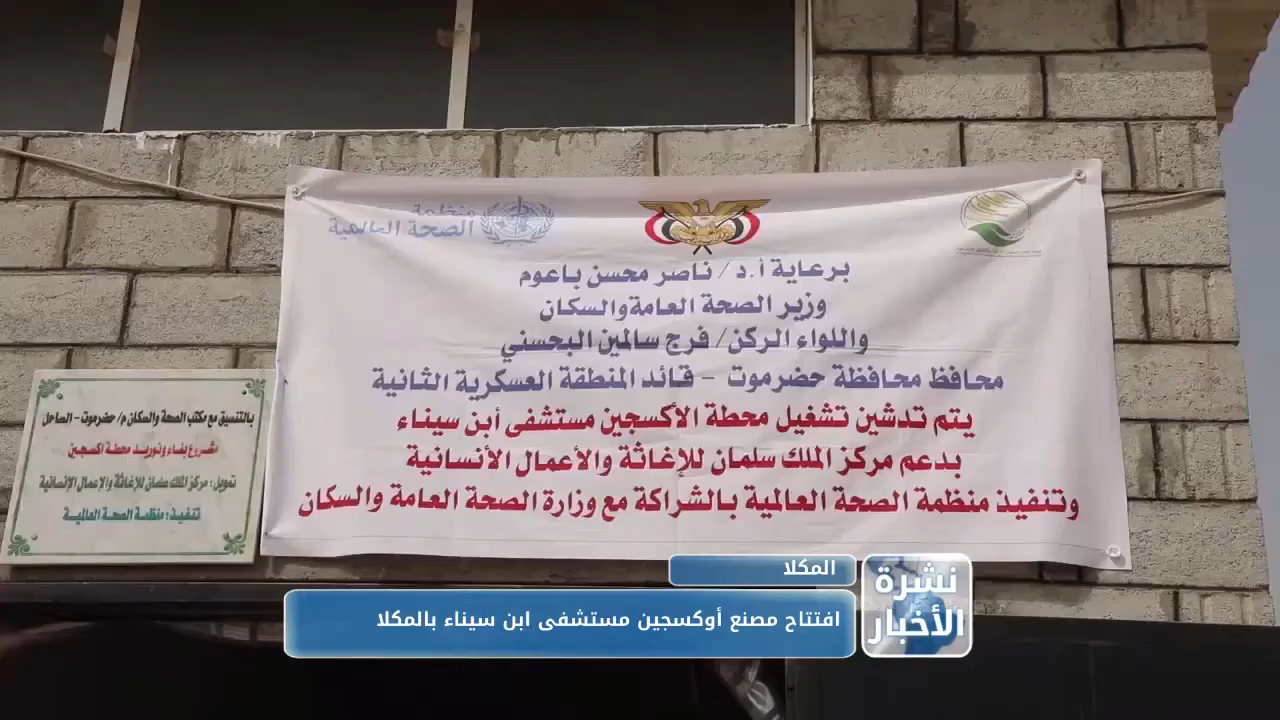 منظمة
الصحة العالمية
برعاية أ.د/ ناصر محسن باعوم
وزير الصحة العامة والسكان
واللواء الركن/ فرج سالمين البحسني
محافظ محافظة حضرموت - قائد المنطقة العسكرية الثانية
يتم تدشين تشغيل محطة الأكسجين مستشفى أبن سيناء
بدعم مركز الملك سلمان للإغاثة والأعمال الأنسانية
وتنفيذ منظمة الصحة العالمية بالشراكة مع وزارة الصحة العامة والسكان
بالتنسيق مع مكتب الصحة والسكان م/ حضرموت - الساحل
مشروع بناء وتوريد محطة اكسجين
تمويل: مركز الملك سلمان للإغاثة والاعمال الإنسانية
تنفيذ: منظمة الصحة العالمية
المكلا
افتتاح مصنع أوكسجين مستشفى ابن سيناء بالمكلا
نشرة
الأخبار